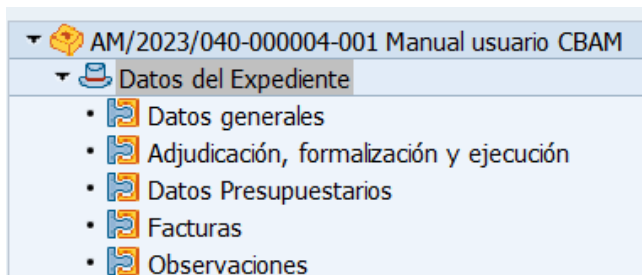 AM/2023/040-000004-001 Manual usuario CBAM
Datos del Expediente
Datos generales
Adjudicación, formalización y ejecución
Datos Presupuestarios
Facturas
Observaciones